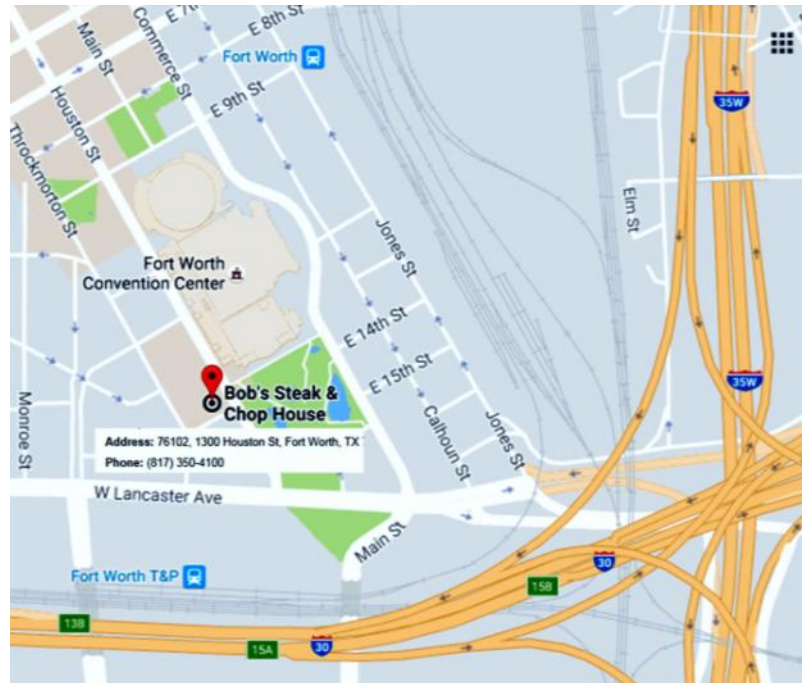 E 7th
E 8th St
Main St
Commerce St
Fort Worth
35W
E 9th St
Houston St
Throckmorton St
Elm St
Jones St
Fort Worth
Convention Center
E 14th St
E 15th St
35W
Bob's Steak &
Chop House
Monroe St
Calhoun St
Jones St
Address: 76102, 1300 Houston St, Fort Worth, TX
Phone: (817) 350-4100
W Lancaster Ave
Main St
30
Fort Worth T&P
15B
13B
15A
30